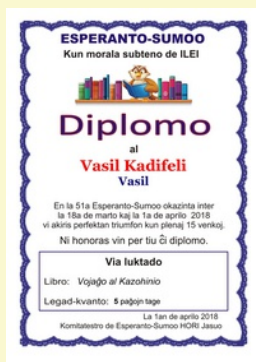 ESPERANTO-SUMOO
Kun morala subteno de ILEI
Diplomo
al
Vasil Kadifeli
Vasil
En la 51a Esperanto-Sumoo okazinta inter
la 18a de marto kaj la 1a de aprilo 2018
vi akiris perfektan triumfon kun plenaj 15 venkoj.
Ni honoras vin per tiu ĉi diplomo.
Via luktado
Libro: Vojaĝo al Kazohinio
Legad-kvanto: 5 paĝojn tage
La 1an de aprilo 2018
Komitatestro de Esperanto-Sumoo HORI Jasuo